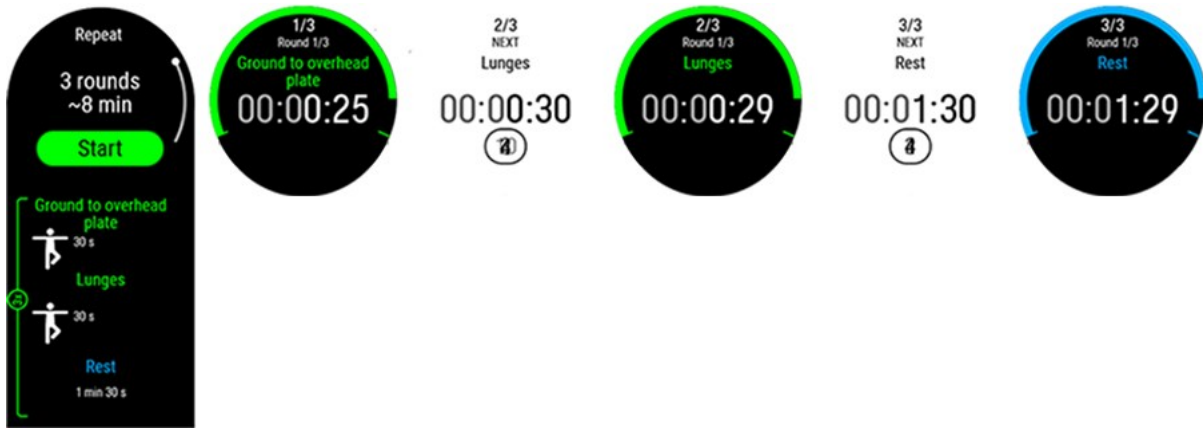 Repeat
3 rounds
~8 min
Start
Ground to overhead
plate
30 s
Lunges
3x
30 s
Rest
1 min 30 s
1/3
Round 1/3
Ground to overhead
plate
00:00:25
2/3
NEXT
Lunges
00:00:30
2/3
Round 1/3
Lunges
00:00:29
3/3
NEXT
Rest
00:01:30
3/3
Round 1/3
Rest
00:01:29